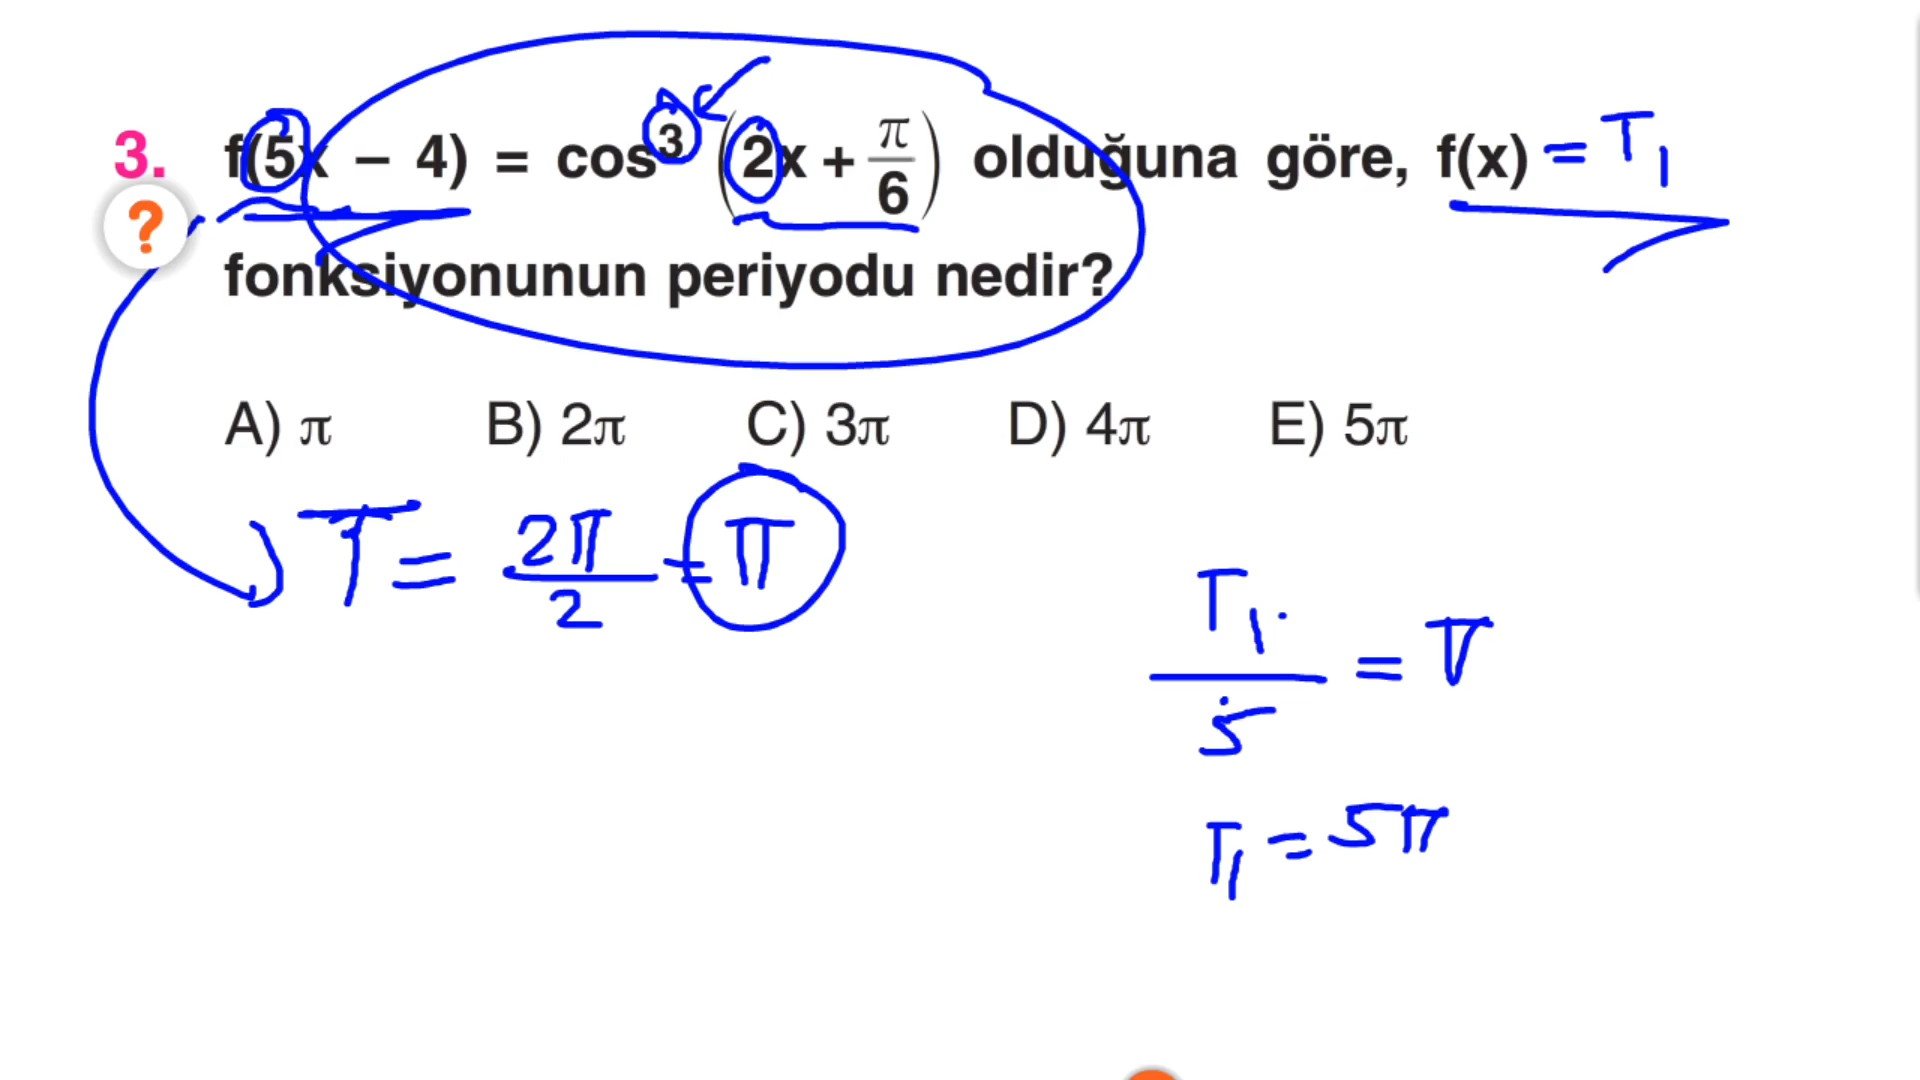 3. f(5x – 4) = cos³(2x + π/6) olduğuna göre, f(x) = T₁
?
fonksiyonunun periyodu nedir?
A) π B) 2π C) 3π D) 4π E) 5π
T = 2π/2 = π
T₁/5 = π
T₁ = 5π